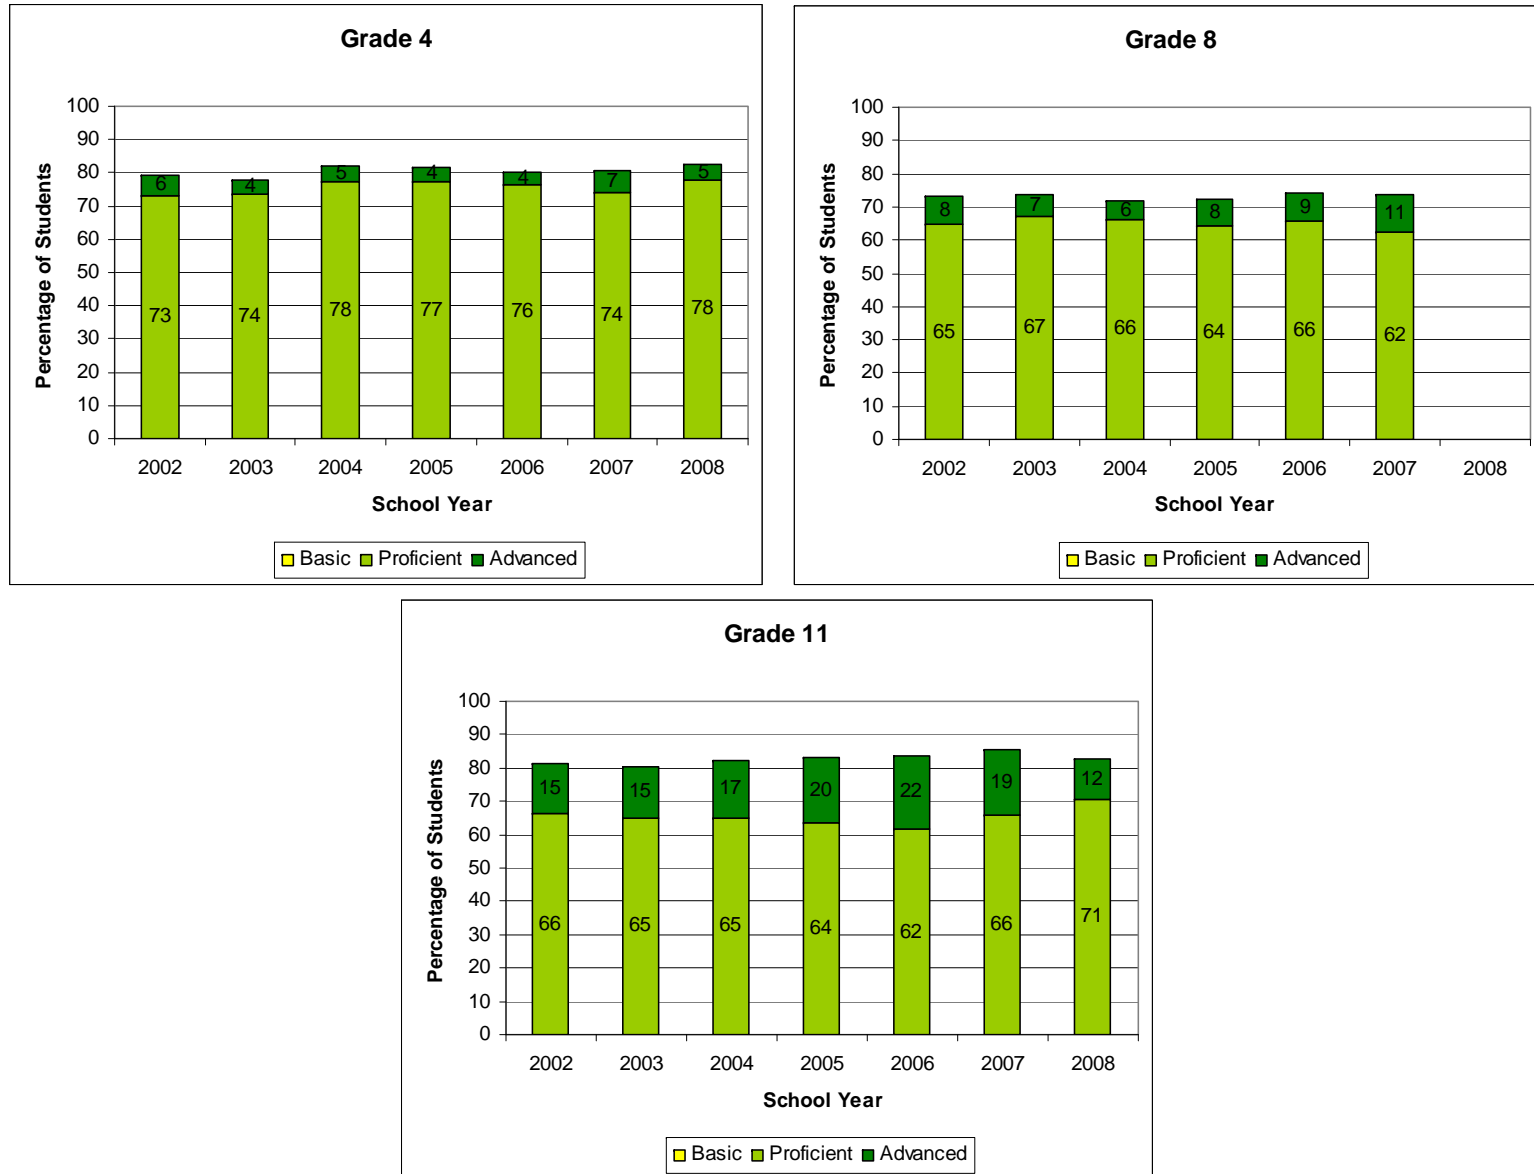 Grade 4
Percentage of Students
100
90
80
70
60
50
40
30
20
10
0
6 4 5 4 4 7 5
73 74 78 77 76 74 78
2002 2003 2004 2005 2006 2007 2008
School Year
Basic Proficient Advanced
Grade 8
Percentage of Students
100
90
80
70
60
50
40
30
20
10
0
8 7 6 8 9 11
65 67 66 64 66 62
2002 2003 2004 2005 2006 2007 2008
School Year
Basic Proficient Advanced
Grade 11
Percentage of Students
100
90
80
70
60
50
40
30
20
10
0
15 15 17 20 22 19 12
66 65 65 64 62 66 71
2002 2003 2004 2005 2006 2007 2008
School Year
Basic Proficient Advanced